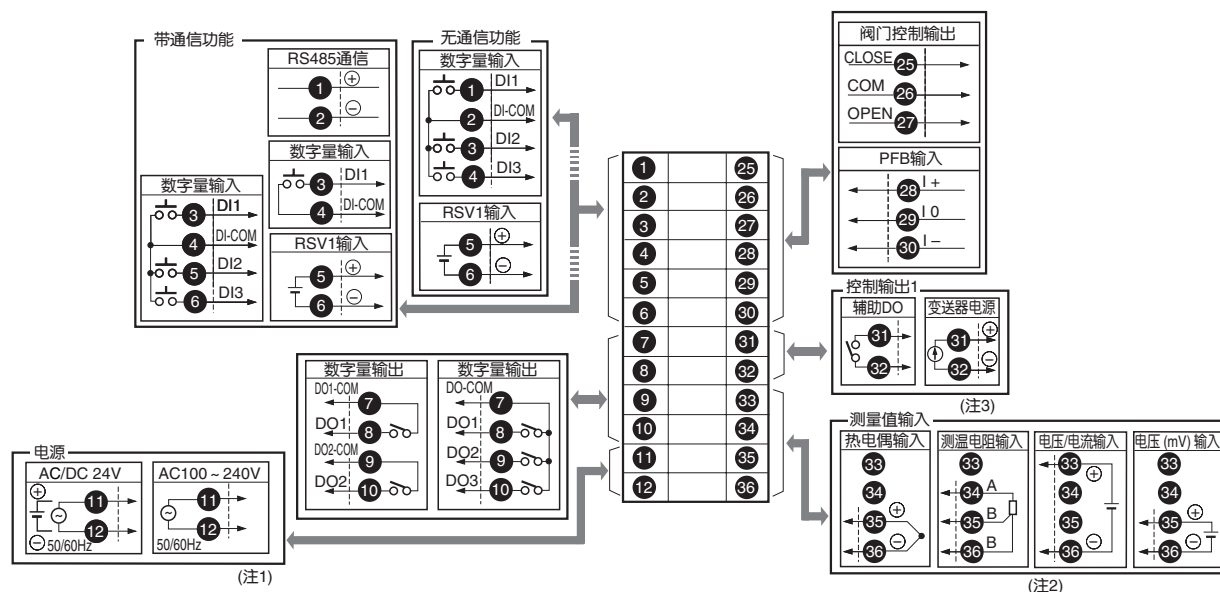 带通信功能
RS485通信
1 ⊕
2 ⊖
数字量输入
3 DI1
4 DI-COM
数字量输入
3 DI1
4 DI-COM
5 DI2
6 DI3
RSV1输入
5 ⊕
6 ⊖
无通信功能
数字量输入
1 DI1
2 DI-COM
3 DI2
4 DI3
RSV1输入
5 ⊕
6 ⊖
1 25
2 26
3 27
4 28
5 29
6 30
7 31
8 32
9 33
10 34
11 35
12 36
阀门控制输出
CLOSE 25
COM 26
OPEN 27
PFB输入
28 I +
29 I 0
30 I −
控制输出1
辅助DO
31
32
变送器电源
31 ⊕
32 ⊖
(注3)
数字量输出
DO1-COM 7
DO1 8
DO2-COM 9
DO2 10
数字量输出
DO-COM 7
DO1 8
DO2 9
DO3 10
电源
AC/DC 24V
⊕ 11
~
12
⊖ 50/60Hz
AC100 ~ 240V
11
~
12
50/60Hz
(注1)
测量值输入
热电偶输入
33
34
35 ⊕
36 ⊖
测温电阻输入
33
34 A
35 B
36 B
电压/电流输入
33 ⊕
34
35
36 ⊖
电压 (mV) 输入
33
34
35 ⊕
36 ⊖
(注2)